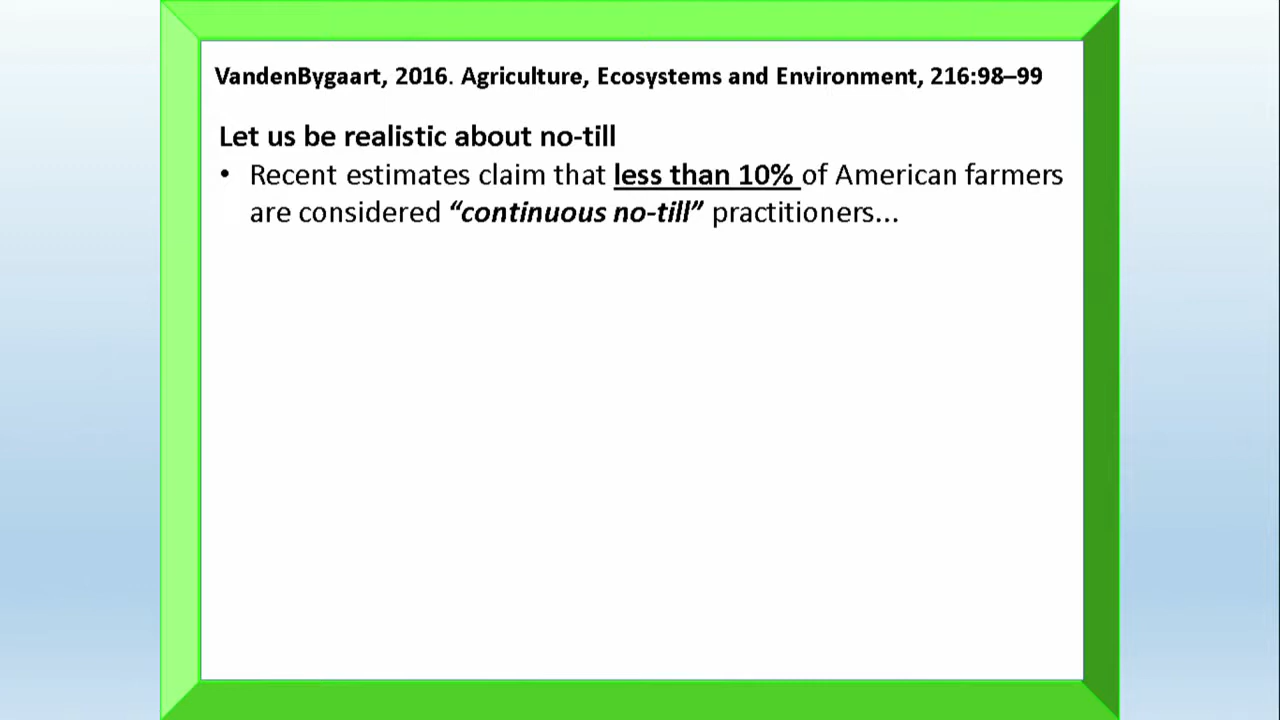 VandenBygaart, 2016. Agriculture, Ecosystems and Environment, 216:98–99
Let us be realistic about no-till
• Recent estimates claim that less than 10% of American farmers
are considered “continuous no-till” practitioners...